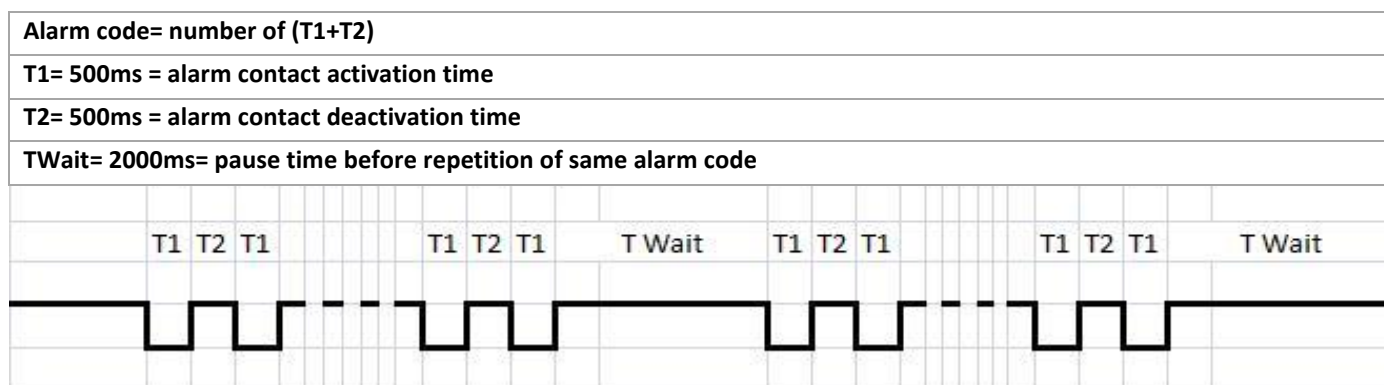 Alarm code= number of (T1+T2)
T1= 500ms = alarm contact activation time
T2= 500ms = alarm contact deactivation time
TWait= 2000ms= pause time before repetition of same alarm code
T1 T2 T1 T1 T2 T1 T Wait T1 T2 T1 T1 T2 T1 T Wait